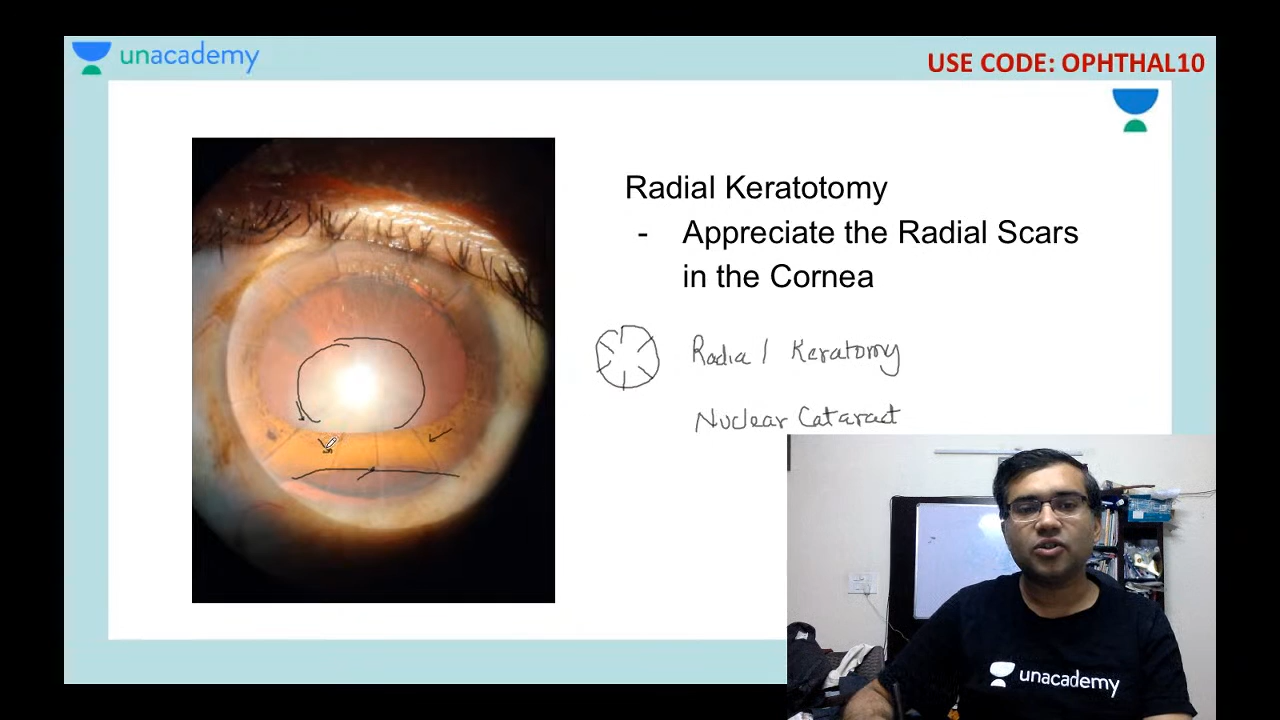 unacademy
USE CODE: OPHTHAL10
Radial Keratotomy
- Appreciate the Radial Scars
in the Cornea
Radial Keratomy
Nuclear Cataract
unacademy